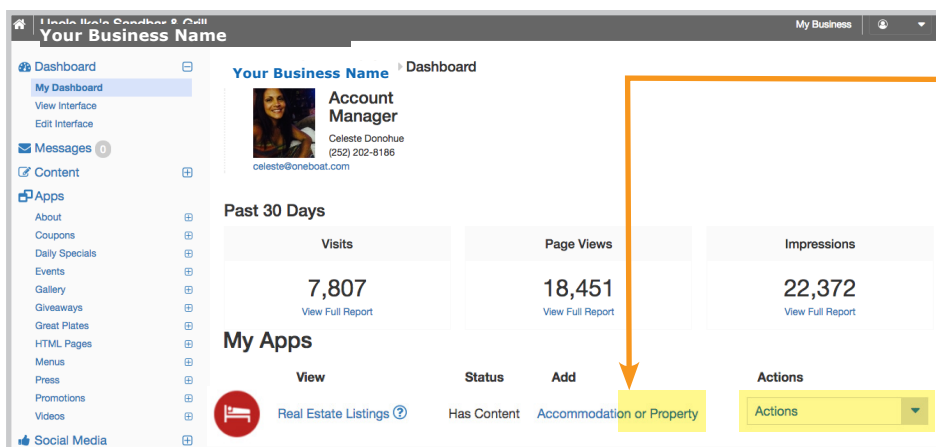 Uncle Ike's Sandbar & Grill
Your Business Name
My Business
Dashboard
My Dashboard
View Interface
Edit Interface
Messages 0
Content
Apps
About
Coupons
Daily Specials
Events
Gallery
Giveaways
Great Plates
HTML Pages
Menus
Press
Promotions
Videos
Social Media
Your Business Name Dashboard
Account
Manager
Celeste Donohue
(252) 202-8186
celeste@oneboat.com
Past 30 Days
Visits Page Views Impressions
7,807 18,451 22,372
View Full Report View Full Report View Full Report
My Apps
View Status Add Actions
Real Estate Listings ? Has Content Accommodation or Property Actions